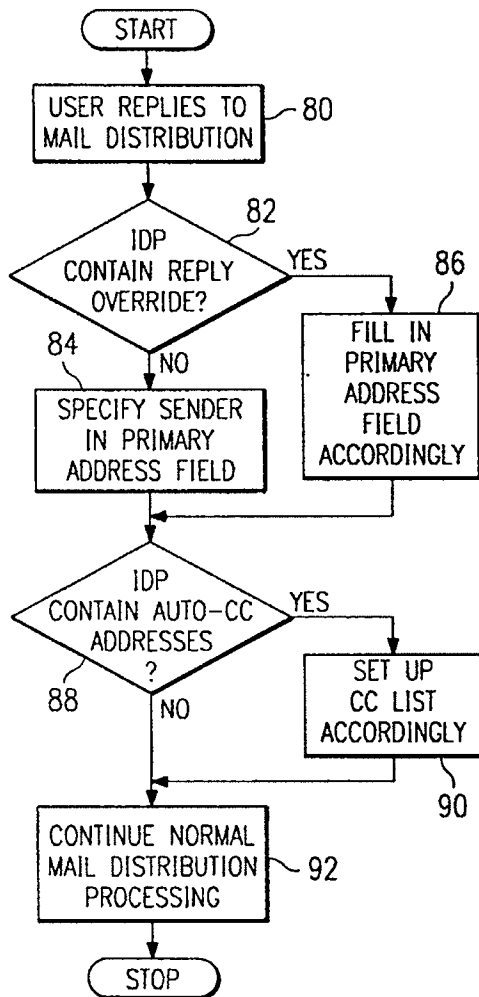 START
USER REPLIES TO
MAIL DISTRIBUTION
80
82
IDP
CONTAIN REPLY
OVERRIDE?
YES
86
FILL IN
PRIMARY
ADDRESS
FIELD
ACCORDINGLY
84
NO
SPECIFY SENDER
IN PRIMARY
ADDRESS FIELD
IDP
CONTAIN AUTO-CC
ADDRESSES
?
88
YES
SET UP
CC LIST
ACCORDINGLY
90
NO
CONTINUE NORMAL
MAIL DISTRIBUTION
PROCESSING
92
STOP